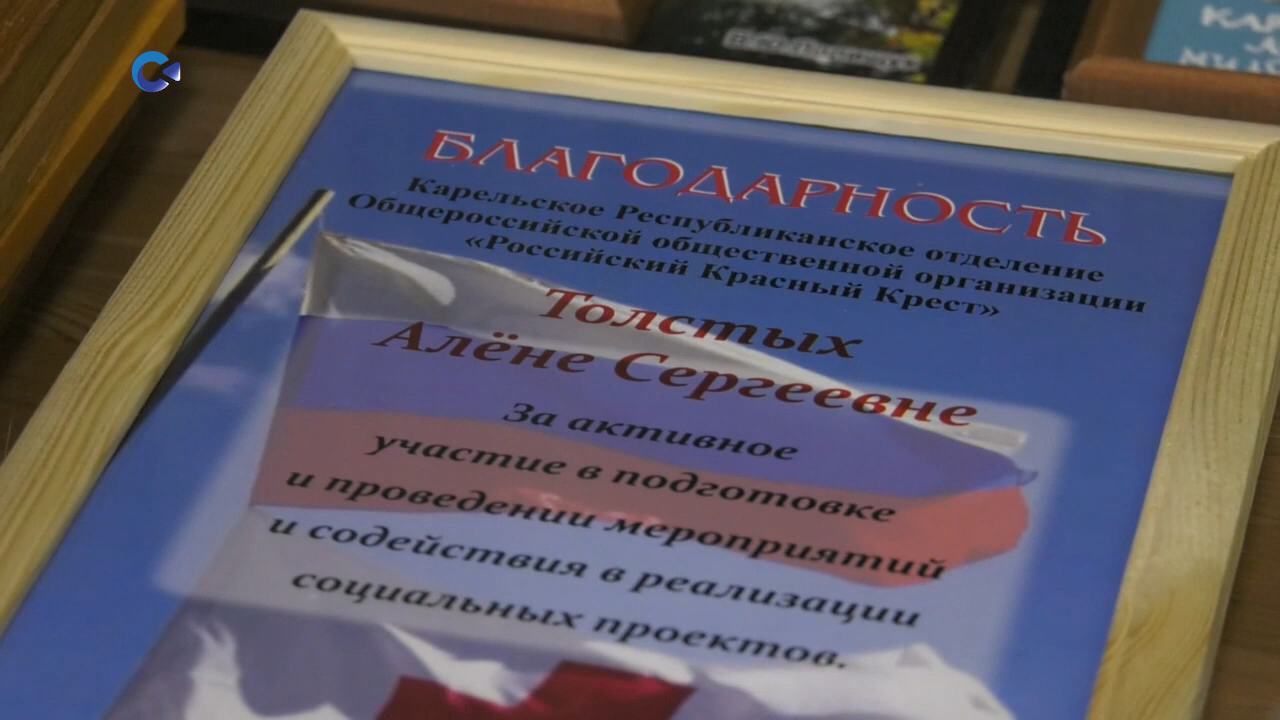 БЛАГОДАРНОСТЬ
Карельское Республиканское отделение
Общероссийской общественной организации
«Российский Красный Крест»
Толстых
Алёне Сергеевне
За активное
участие в подготовке
и проведении мероприятий
и содействия в реализации
социальных проектов.